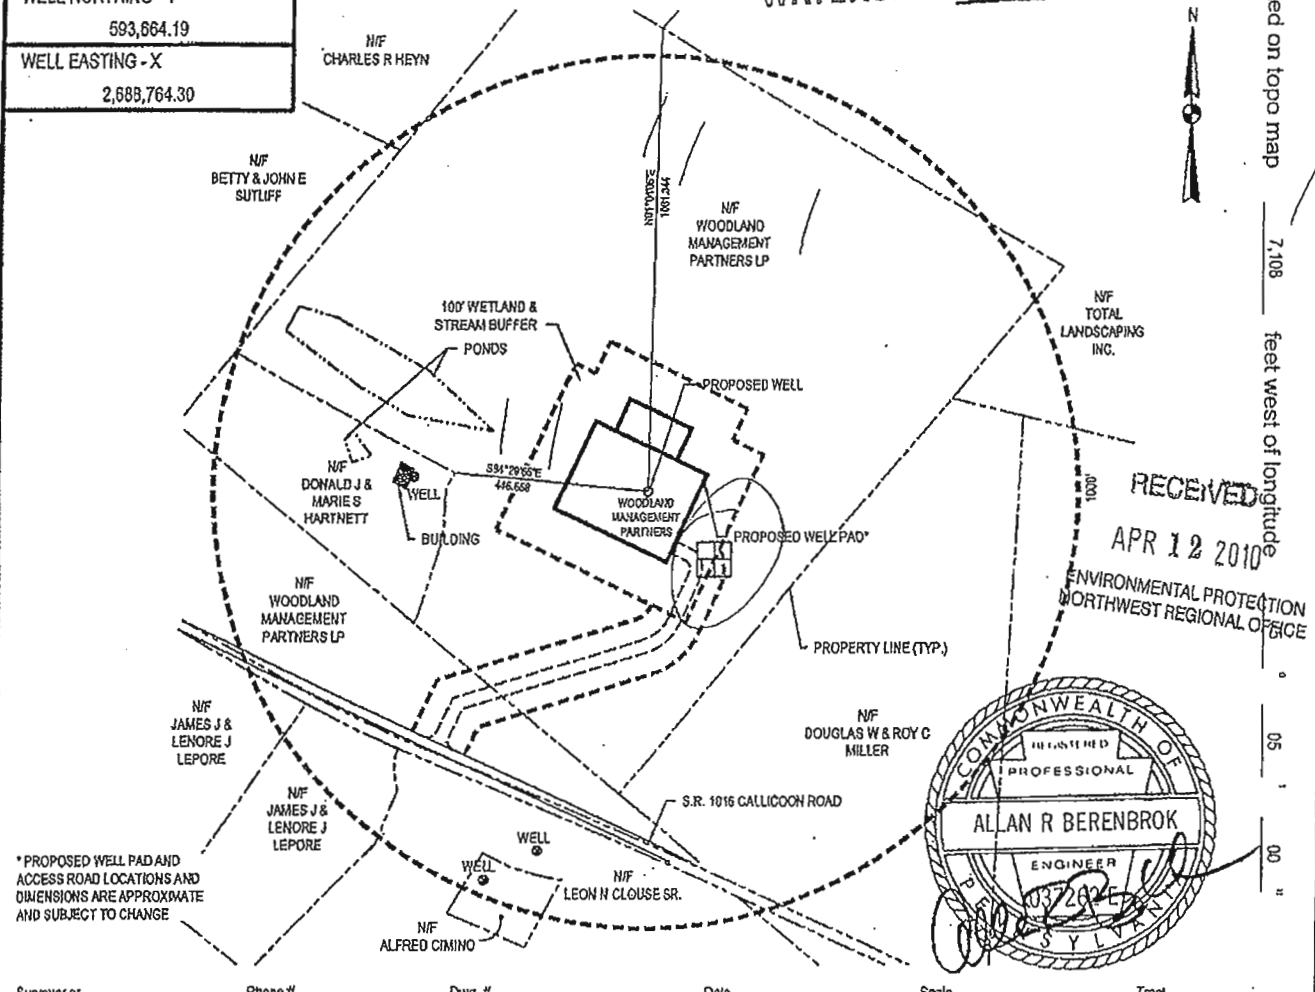 593,664.19
WELL EASTING - X
2,688,764.30
N/F
CHARLES R HEYN
N/F
BETTY & JOHN E
SUTLIFF
N
ed on topo map 7,108 feet west of longitude
05 ' 00 "
N/F
WOODLAND
MANAGEMENT
PARTNERS LP
N/F
TOTAL
LANDSCAPING
INC.
100' WETLAND &
STREAM BUFFER
PONDS
PROPOSED WELL
N/F
DONALD J &
MARIE S
HARTNETT
WELL
BUILDING
446.658
WOODLAND
MANAGEMENT
PARTNERS
PROPOSED WELL PAD*
1000'
RECEIVED
APR 12 2010
ENVIRONMENTAL PROTECTION
NORTHWEST REGIONAL OFFICE
N/F
WOODLAND
MANAGEMENT
PARTNERS LP
PROPERTY LINE (TYP.)
N/F
JAMES J &
LENORE J
LEPORE
N/F
DOUGLAS W & ROY C
MILLER
N/F
JAMES J &
LENORE J
LEPORE
S.R. 1016 CALLICOON ROAD
WELL
WELL
N/F
LEON N CLOUSE SR.
N/F
ALFRED CIMINO
*PROPOSED WELL PAD AND
ACCESS ROAD LOCATIONS AND
DIMENSIONS ARE APPROXIMATE
AND SUBJECT TO CHANGE
COMMONWEALTH OF
REGISTERED
PROFESSIONAL
ALLAN R BERENBROK
ENGINEER